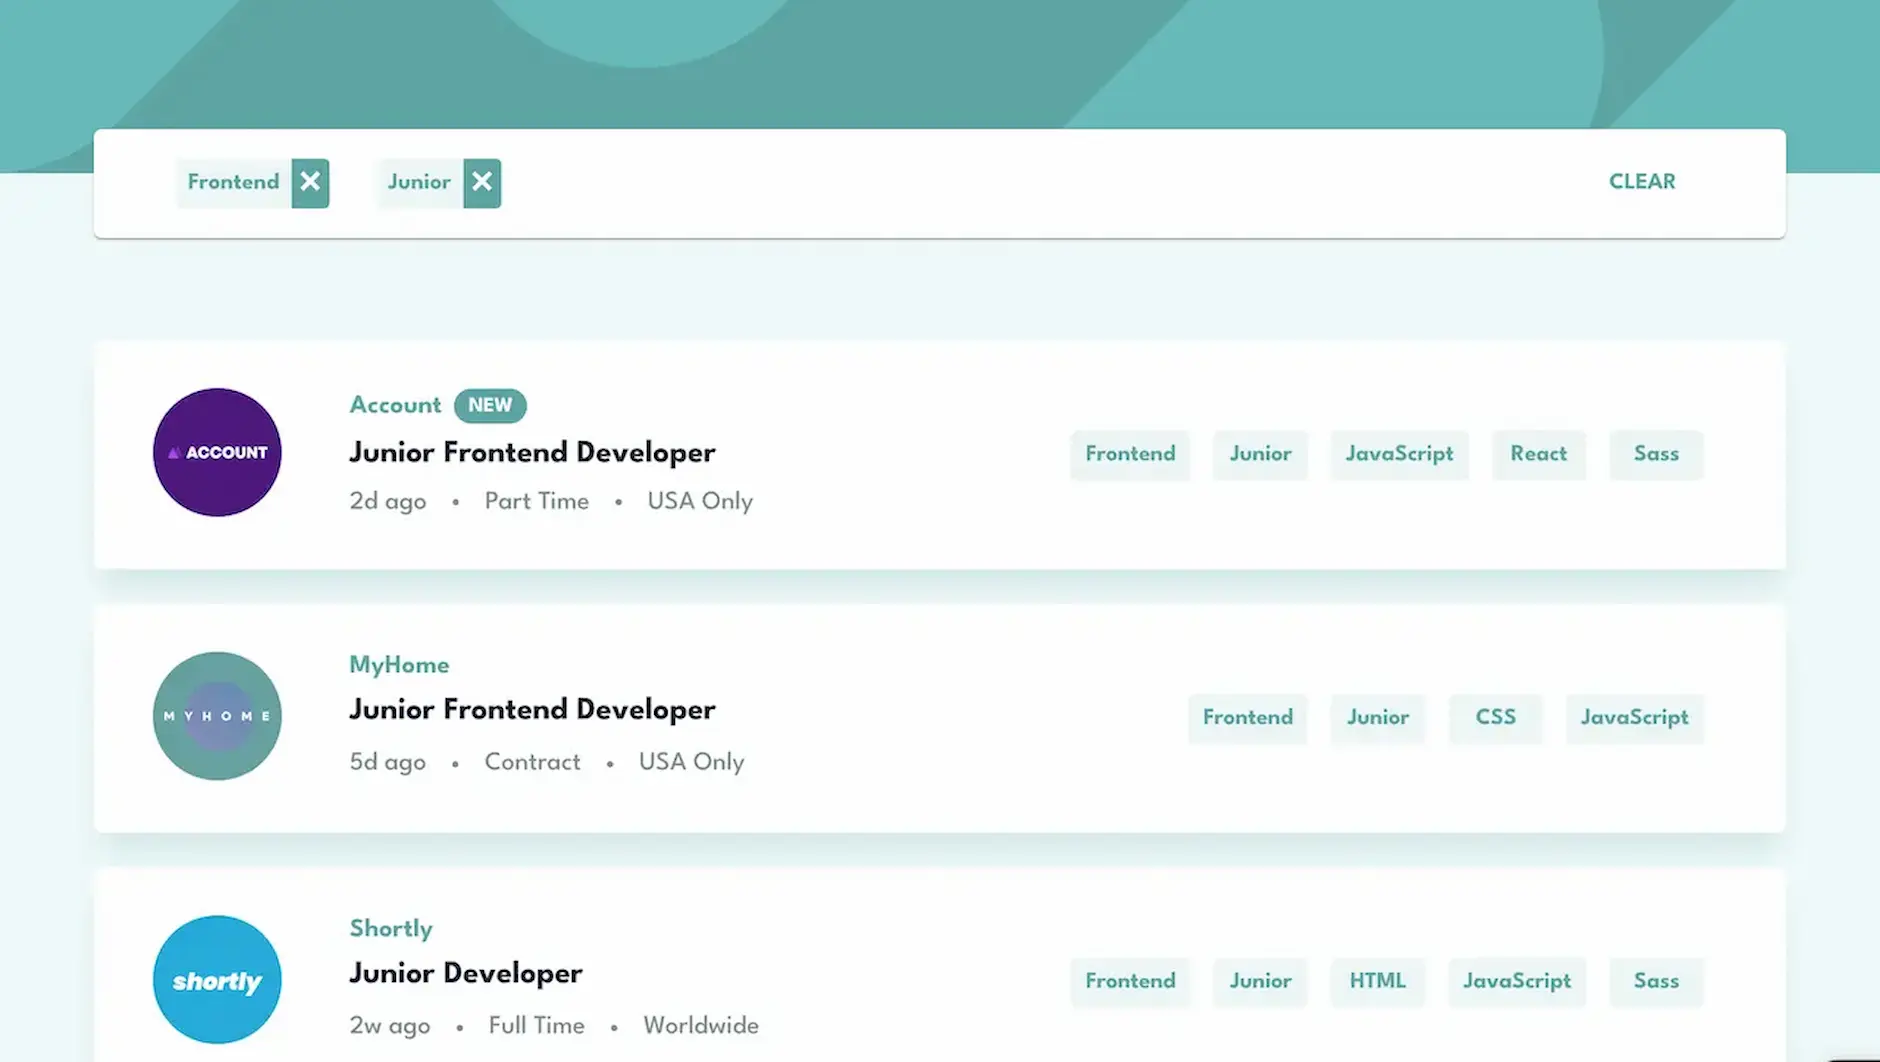 Frontend Junior CLEAR
ACCOUNT
Account NEW
Junior Frontend Developer
2d ago • Part Time • USA Only
Frontend Junior JavaScript React Sass
MYHOME
MyHome
Junior Frontend Developer
5d ago • Contract • USA Only
Frontend Junior CSS JavaScript
shortly
Shortly
Junior Developer
2w ago • Full Time • Worldwide
Frontend Junior HTML JavaScript Sass